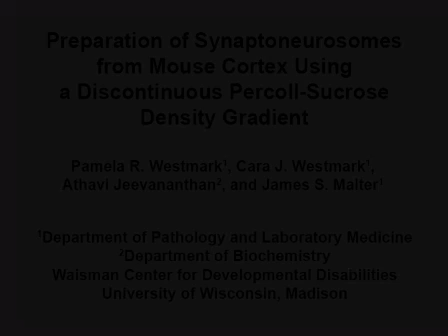 Preparation of Synaptoneurosomes
from Mouse Cortex Using
a Discontinuous Percoll-Sucrose
Density Gradient
Pamela R. Westmark¹, Cara J. Westmark¹,
Athavi Jeevananthan², and James S. Malter¹
¹Department of Pathology and Laboratory Medicine
²Department of Biochemistry
Waisman Center for Developmental Disabilities
University of Wisconsin, Madison